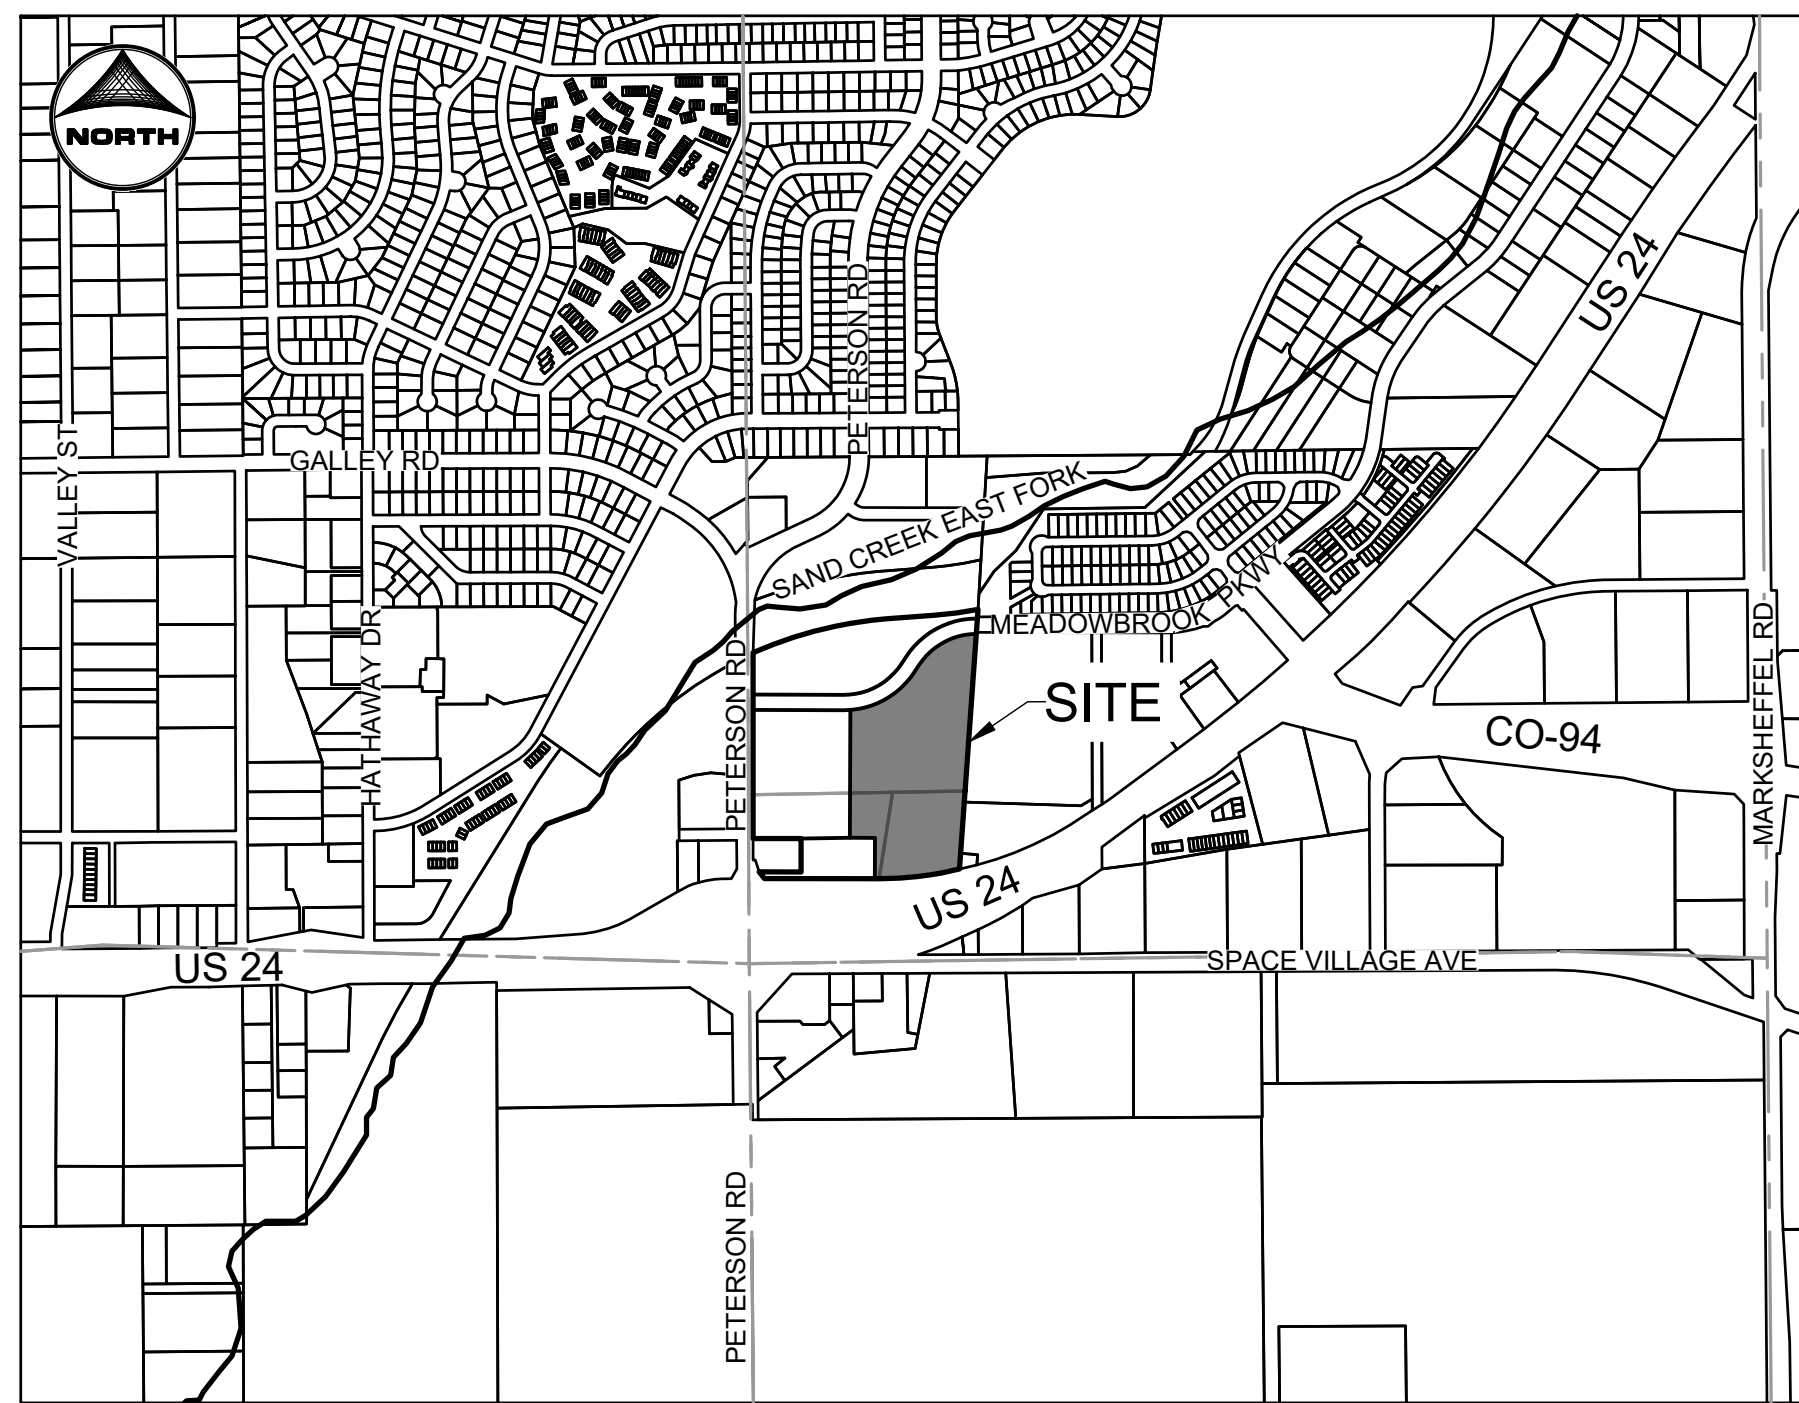 NORTH
US 24
PETERSON RD
VALLEY ST
GALLEY RD
SAND CREEK EAST FORK
MEADOWBROOK PKWY
HATHAWAY DR
PETERSON RD
SITE
CO-94
MARKSHEFFEL RD
US 24
US 24
SPACE VILLAGE AVE
PETERSON RD